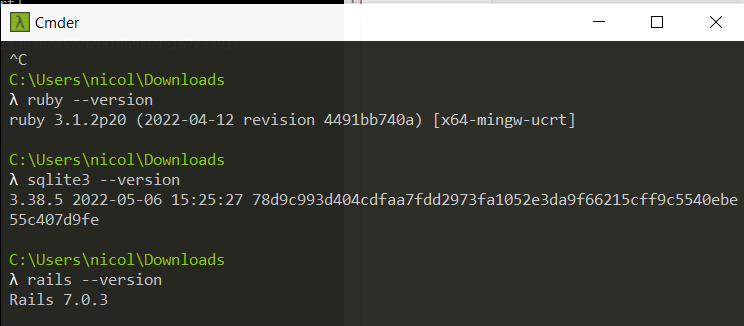 Cmder
^C
C:\Users\nicol\Downloads
λ ruby --version
ruby 3.1.2p20 (2022-04-12 revision 4491bb740a) [x64-mingw-ucrt]
C:\Users\nicol\Downloads
λ sqlite3 --version
3.38.5 2022-05-06 15:25:27 78d9c993d404cdfaa7fdd2973fa1052e3da9f66215cff9c5540ebe
55c407d9fe
C:\Users\nicol\Downloads
λ rails --version
Rails 7.0.3